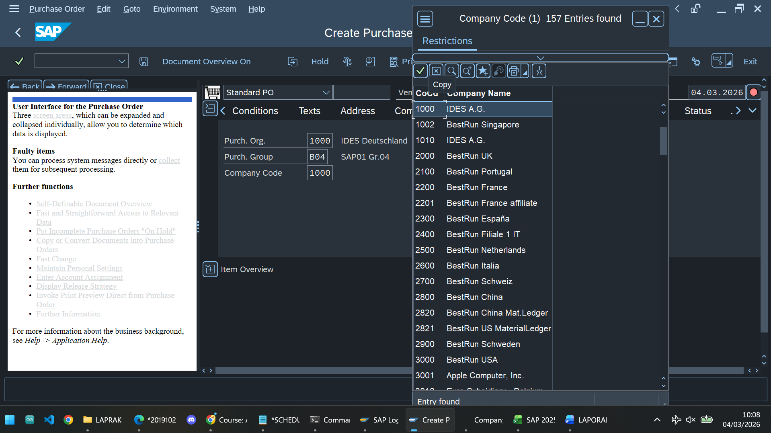 Purchase Order Edit Goto Environment System Help
Company Code (1) 157 Entries found
SAP
Create Purchase
Restrictions
Document Overview On
Hold
Exit
Back Forward Close
Copy
Standard PO
04.03.2026
User Interface for the Purchase Order
Three screen areas, which can be expanded and
collapsed individually, allow you to determine which
data is displayed.
Faulty items
You can process system messages directly or collect
them for subsequent processing.
Further functions
Self-Definable Document Overview
Fast and Straightforward Access to Relevant
Data
Put Incomplete Purchase Orders "On Hold"
Copy or Convert Documents into Purchase
Orders
Fast Change
Maintain Personal Settings
Enter Account Assignment
Display Release Strategy
Invoke Print Preview Direct from Purchase
Order
Further Information
For more information about the business background,
see Help -> Application Help.
Conditions Texts Address
Status
Purch. Org. 1000 IDES Deutschland
Purch. Group B04 SAP01 Gr.04
Company Code 1000
Item Overview
CoCd Company Name
1000 IDES A.G.
1002 BestRun Singapore
1010 IDES A.G.
2000 BestRun UK
2100 BestRun Portugal
2200 BestRun France
2201 BestRun France affiliate
2300 BestRun España
2400 BestRun Filiale 1 IT
2500 BestRun Netherlands
2600 BestRun Italia
2700 BestRun Schweiz
2800 BestRun China
2820 BestRun China Mat.Ledger
2821 BestRun US MaterialLedger
2900 BestRun Schweden
3000 BestRun USA
3001 Apple Computer, Inc.
Entry found
LAPRAK
*2019102
Course: A
*SCHEDU
Comman
SAP Log
Create P
Compan
SAP 2025
LAPORAI
10:08
04/03/2026